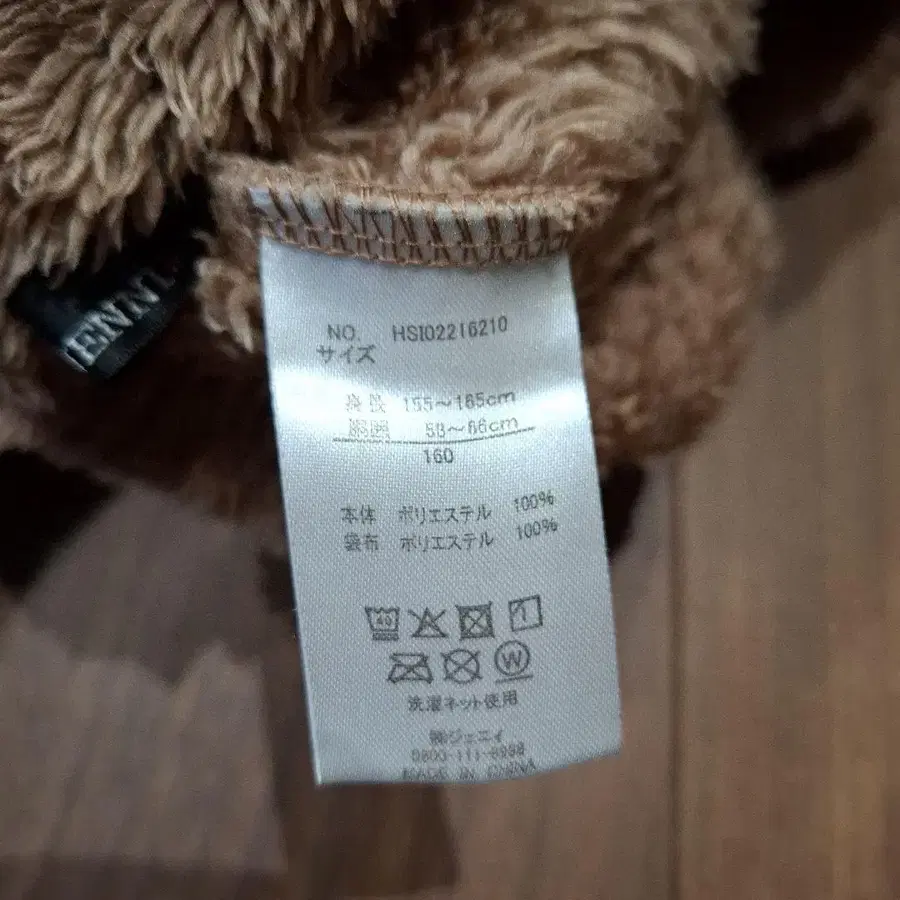 ENNI
NO. HSI02216210
サイズ
身長 155～165cm
胴囲 58～66cm
160
本体 ポリエステル 100%
袋布 ポリエステル 100%
40
W
洗濯ネット使用
㈱ジェニィ
MADE IN CHINA